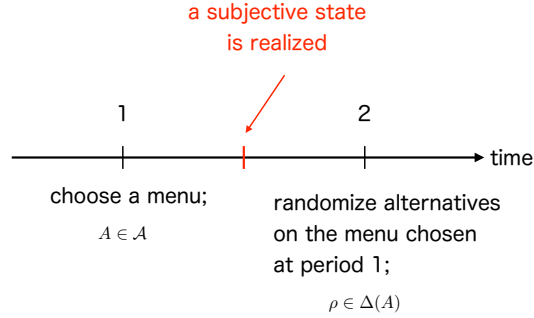 a subjective state
is realized
1
2
time
choose a menu;
A ∈ 𝒜
randomize alternatives
on the menu chosen
at period 1;
ρ ∈ Δ(A)